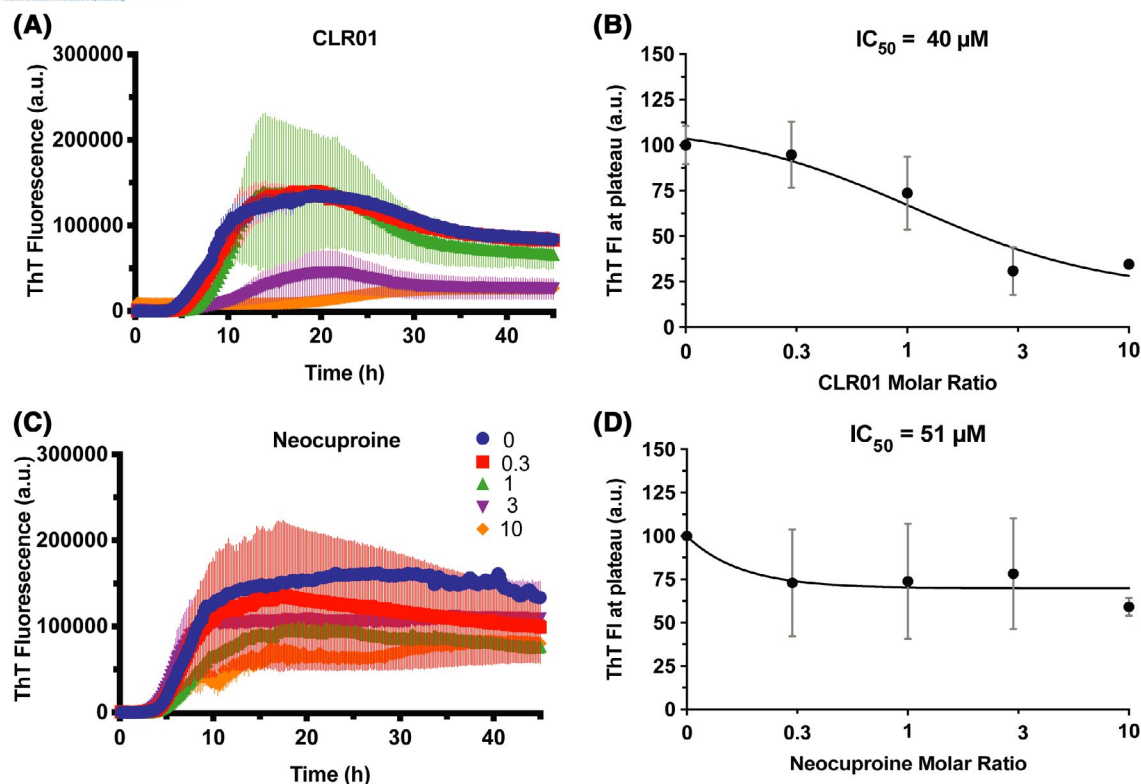 (A)
CLR01
300000
200000
100000
0
ThT Fluorescence (a.u.)
0 10 20 30 40
Time (h)
(B)
IC50 = 40 µM
150
125
100
75
50
25
0
ThT FI at plateau (a.u.)
0 0.3 1 3 10
CLR01 Molar Ratio
(C)
Neocuproine
0
0.3
1
3
10
300000
200000
100000
0
ThT Fluoresecence (a.u.)
0 10 20 30 40
Time (h)
(D)
IC50 = 51 µM
150
125
100
75
50
25
0
ThT FI at plateau (a.u.)
0 0.3 1 3 10
Neocuproine Molar Ratio